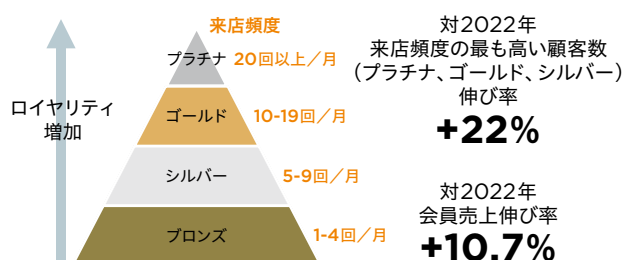 来店頻度
プラチナ 20回以上／月
ゴールド 10-19回／月
シルバー 5-9回／月
ブロンズ 1-4回／月
ロイヤリティ
増加
対2022年
来店頻度の最も高い顧客数
（プラチナ、ゴールド、シルバー）
伸び率
+22%
対2022年
会員売上伸び率
+10.7%